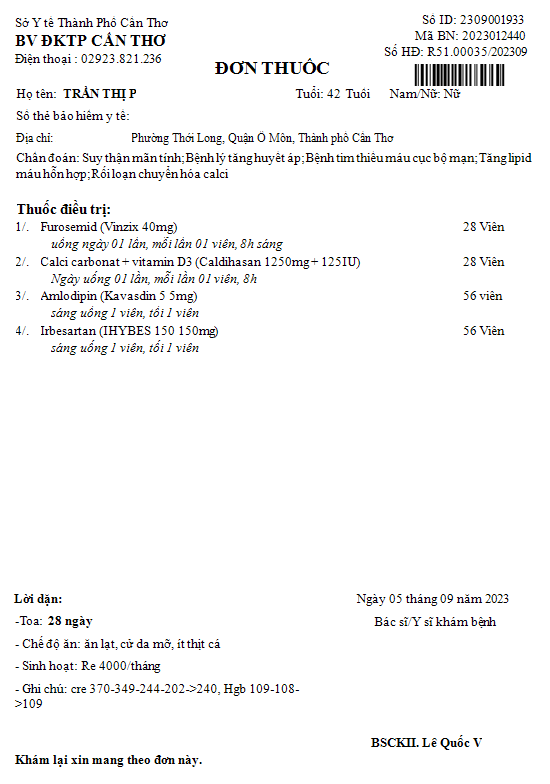 Sở Y tế Thành Phố Cần Thơ
BV ĐKTP CẦN THƠ
Điện thoại : 02923.821.236
Số ID: 2309001933
Mã BN: 2023012440
Số HĐ: R51.00035/202309
ĐƠN THUỐC
Họ tên: TRẦN THỊ P Tuổi: 42 Tuổi Nam/Nữ: Nữ
Số thẻ bảo hiểm y tế:
Địa chỉ: Phường Thới Long, Quận Ô Môn, Thành phố Cần Thơ
Chẩn đoán: Suy thận mãn tính;Bệnh lý tăng huyết áp;Bệnh tim thiếu máu cục bộ mạn;Tăng lipid
máu hỗn hợp;Rối loạn chuyển hóa calci
Thuốc điều trị:
1/. Furosemid (Vinzix 40mg) 28 Viên
uống ngày 01 lần, mỗi lần 01 viên, 8h sáng
2/. Calci carbonat + vitamin D3 (Caldihasan 1250mg + 125IU) 28 Viên
Ngày uống 01 lần, mỗi lần 01 viên, 8h
3/. Amlodipin (Kavasdin 5 5mg) 56 viên
sáng uống 1 viên, tối 1 viên
4/. Irbesartan (IHYBES 150 150mg) 56 Viên
sáng uống 1 viên, tối 1 viên
Lời dặn:
-Toa: 28 ngày
- Chế độ ăn: ăn lạt, cử da mỡ, ít thịt cá
- Sinh hoạt: Re 4000/tháng
- Ghi chú: cre 370-349-244-202->240, Hgb 109-108-
>109
Ngày 05 tháng 09 năm 2023
Bác sĩ/Y sĩ khám bệnh
BSCKII. Lê Quốc V
Khám lại xin mang theo đơn này.